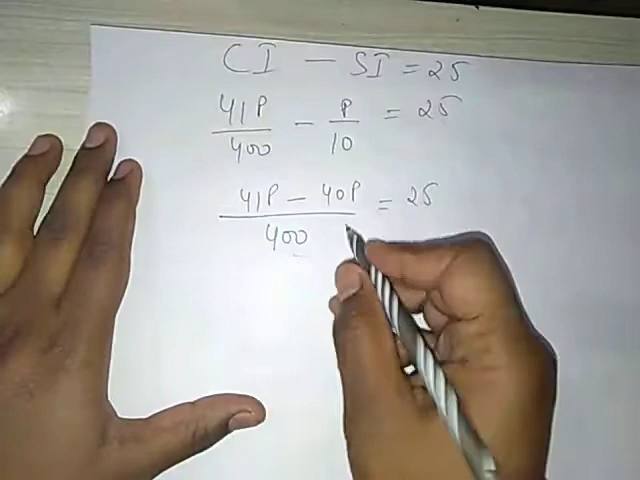 CI - SI = 25
41P/400 - P/10 = 25
41P - 40P/400 = 25